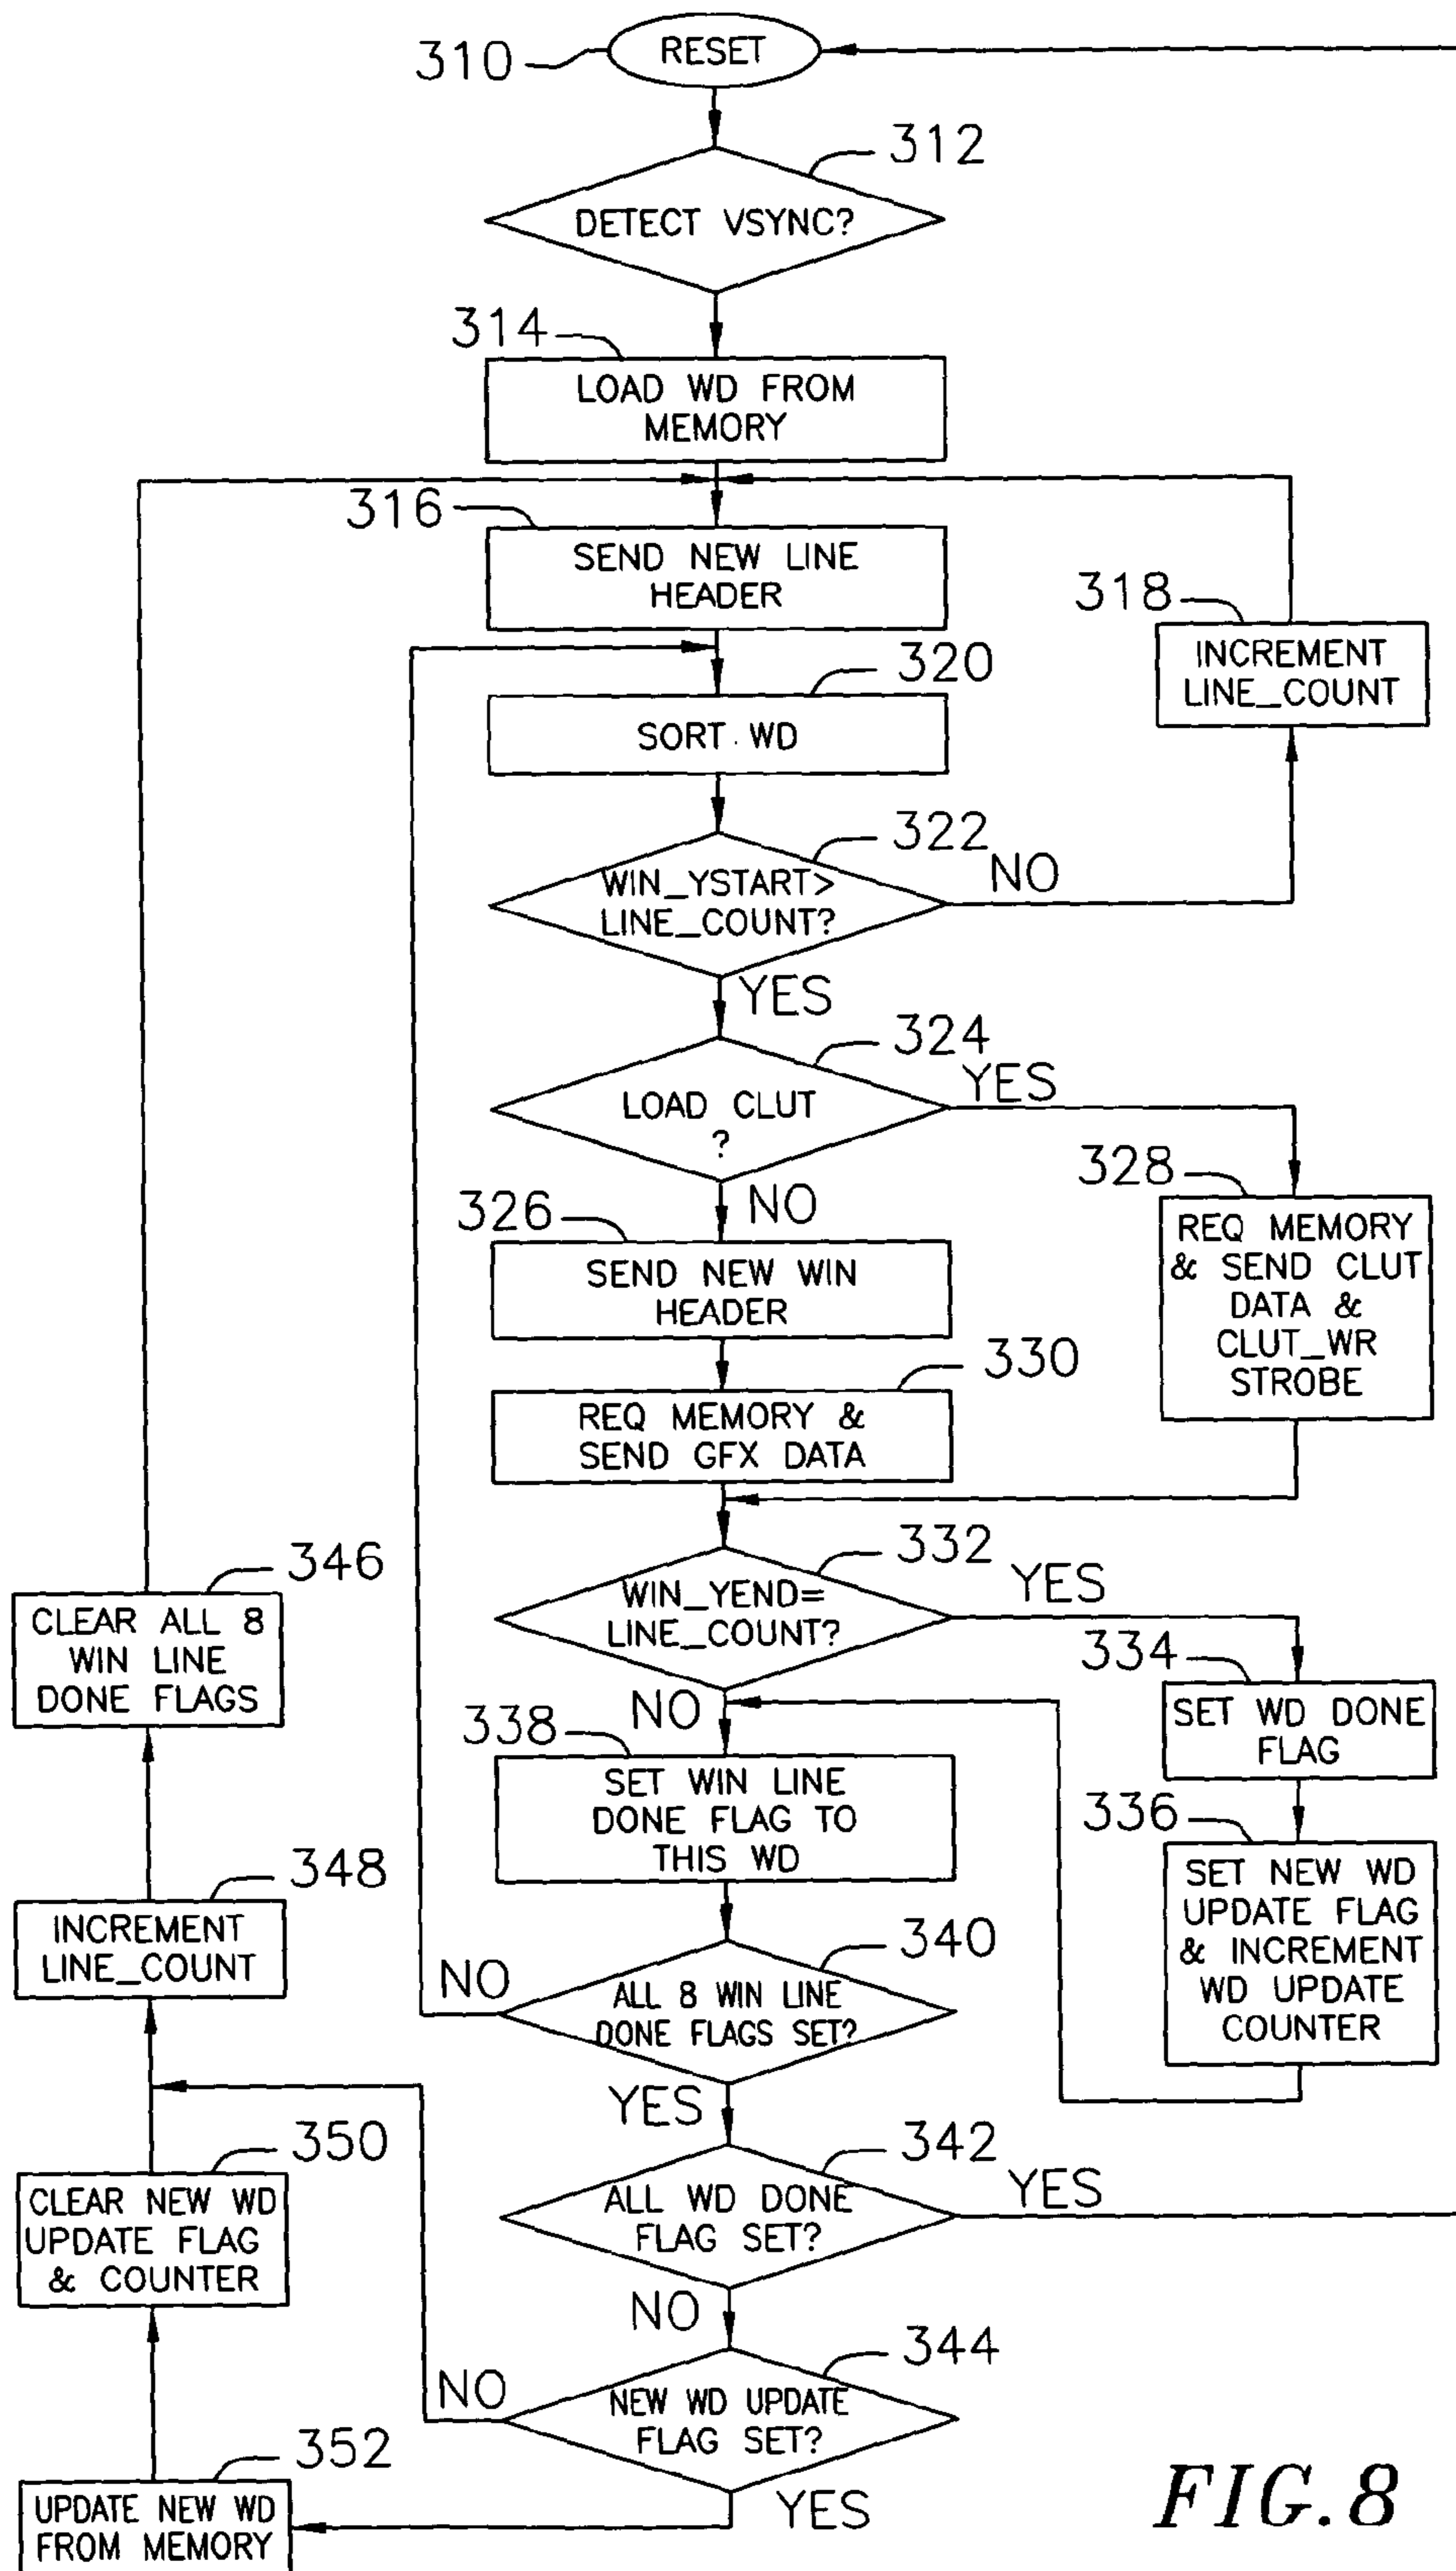 310
RESET
312
DETECT VSYNC?
314
LOAD WD FROM
MEMORY
316
SEND NEW LINE
HEADER
318
INCREMENT
LINE_COUNT
320
SORT WD
322
WIN_YSTART>
LINE_COUNT?
NO
YES
324
LOAD CLUT
?
YES
NO
326
SEND NEW WIN
HEADER
328
REQ MEMORY
& SEND CLUT
DATA &
CLUT_WR
STROBE
330
REQ MEMORY &
SEND GFX DATA
332
WIN_YEND=
LINE_COUNT?
YES
NO
334
SET WD DONE
FLAG
336
SET NEW WD
UPDATE FLAG
& INCREMENT
WD UPDATE
COUNTER
338
SET WIN LINE
DONE FLAG TO
THIS WD
340
ALL 8 WIN LINE
DONE FLAGS SET?
NO
YES
342
ALL WD DONE
FLAG SET?
YES
NO
344
NEW WD UPDATE
FLAG SET?
NO
YES
346
CLEAR ALL 8
WIN LINE
DONE FLAGS
348
INCREMENT
LINE_COUNT
350
CLEAR NEW WD
UPDATE FLAG
& COUNTER
352
UPDATE NEW WD
FROM MEMORY
FIG. 8